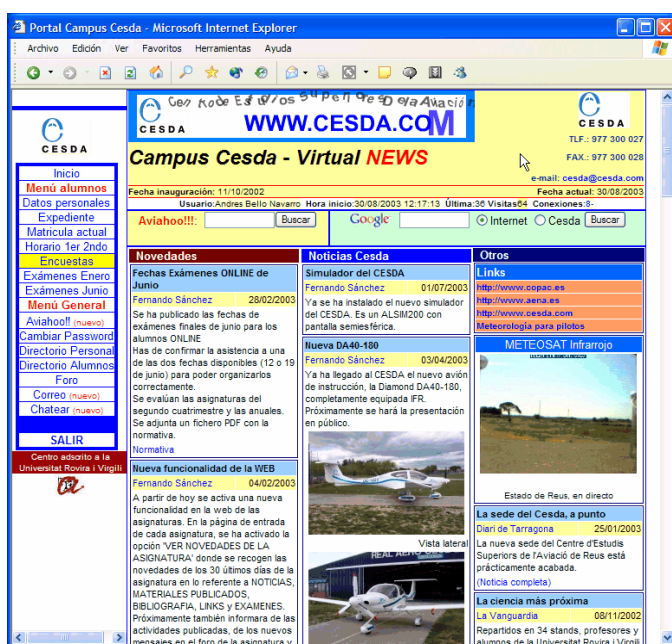 Portal Campus Cesda - Microsoft Internet Explorer
Archivo Edición Ver Favoritos Herramientas Ayuda
CESDA
Inicio
Menú alumnos
Datos personales
Expediente
Matricula actual
Horario 1er 2ndo
Encuestas
Exámenes Enero
Exámenes Junio
Menú General
Aviahoo!! (nuevo)
Cambiar Password
Directorio Personal
Directorio Alumnos
Foro
Correo (nuevo)
Chatear (nuevo)
SALIR
Centro adscrito a la
Universitat Rovira i Virgili
CESDA
WWW.CESDA.COM
CESDA
TLF.: 977 300 027
Campus Cesda - Virtual NEWS
FAX.: 977 300 028
e-mail: cesda@cesda.com
Fecha inauguración: 11/10/2002 Fecha actual: 30/08/2003
Usuario:Andres Bello Navarro Hora inicio:30/08/2003 12:17:13 Última:36 Visitas64 Conexiones:8-
Aviahoo!!!: Buscar Google Internet Cesda Buscar
Novedades
Fechas Exámenes ONLINE de
Junio
Fernando Sánchez 28/02/2003
Se ha publicado las fechas de
exámenes finales de junio para los
alumnos ONLINE
Has de confirmar la asistencia a una
de las dos fechas disponibles (12 o 19
de junio) para poder organizarlos
correctamente.
Se evalúan las asignaturas del
segundo cuatrimestre y las anuales.
Se adjunta un fichero PDF con la
normativa.
Normativa
Nueva funcionalidad de la WEB
Fernando Sánchez 04/02/2003
A partir de hoy se activa una nueva
funcionalidad en la web de las
asignaturas. En la página de entrada
de cada asignatura, se ha activado la
opción 'VER NOVEDADES DE LA
ASIGNATURA' donde se recogen las
novedades de los 30 últimos días de la
asignatura en lo referente a NOTICIAS,
MATERIALES PUBLICADOS,
BIBLIOGRAFIA, LINKS y EXAMENES.
Próximamente también informara de las
actividades publicadas, de los nuevos
mensajes en el foro de la asignatura y
Noticias Cesda
Simulador del CESDA
Fernando Sánchez 01/07/2003
Ya se ha instalado el nuevo simulador
del CESDA. Es un ALSIM200 con
pantalla semiesférica.
Nueva DA40-180
Fernando Sánchez 03/04/2003
Ya ha llegado al CESDA el nuevo avión
de instrucción, la Diamond DA40-180,
completamente equipada IFR.
Próximamente se hará la presentación
en público.
Vista lateral
REAL AERO
Otros
Links
http://www.copac.es
http://www.aena.es
http://www.cesda.com
Meteorología para pilotos
METEOSAT Infrarrojo
Estado de Reus, en directo
La sede del Cesda, a punto
Diari de Tarragona 25/01/2003
La nueva sede del Centre d'Estudis
Superiors de l'Aviació de Reus está
prácticamente acabada.
(Noticia completa)
La ciencia más próxima
La Vanguardia 08/11/2002
Repartidos en 34 stands, profesores y
alumnos de la Universitat Rovira i Virgili